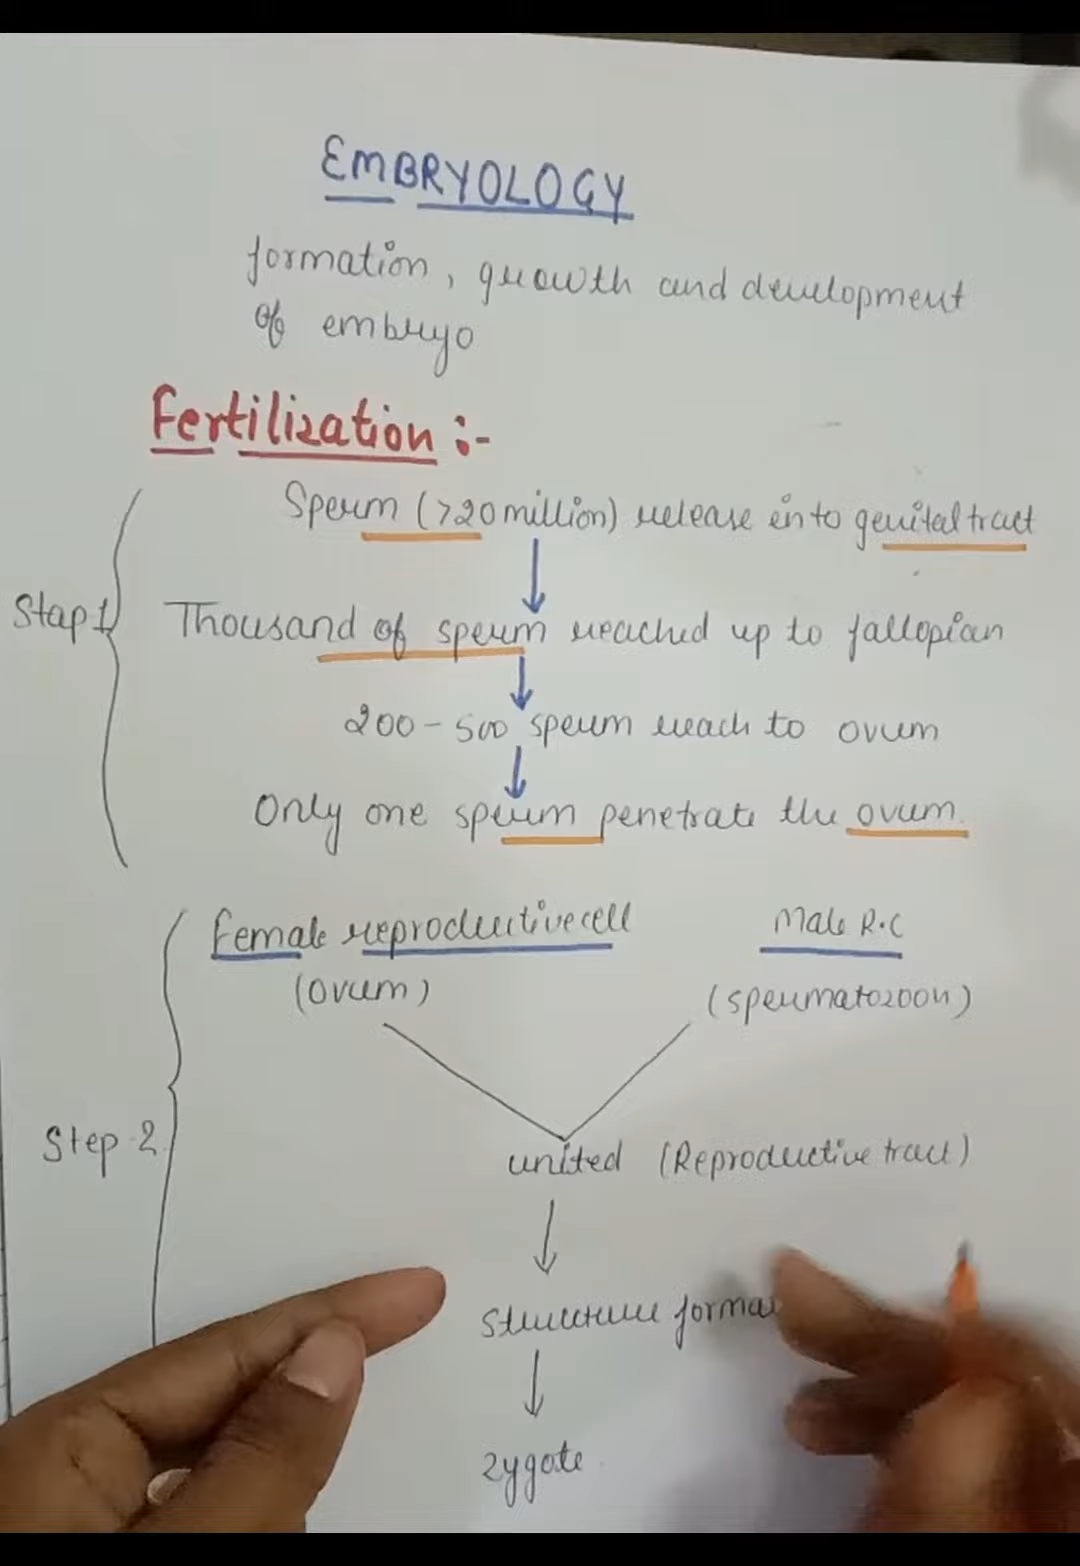 EMBRYOLOGY
formation, growth and development
of embryo
Fertilization :-
Sperm (>20 million) release into genital tract
Stap 1
Thousand of sperm reached up to fallopian
200-500 sperm reach to ovum
Only one sperm penetrate the ovum.
Female reproductive cell
Male R.C
(ovum)
(spermatozoon)
Step-2
united (Reproductive tract)
Structure
zygote